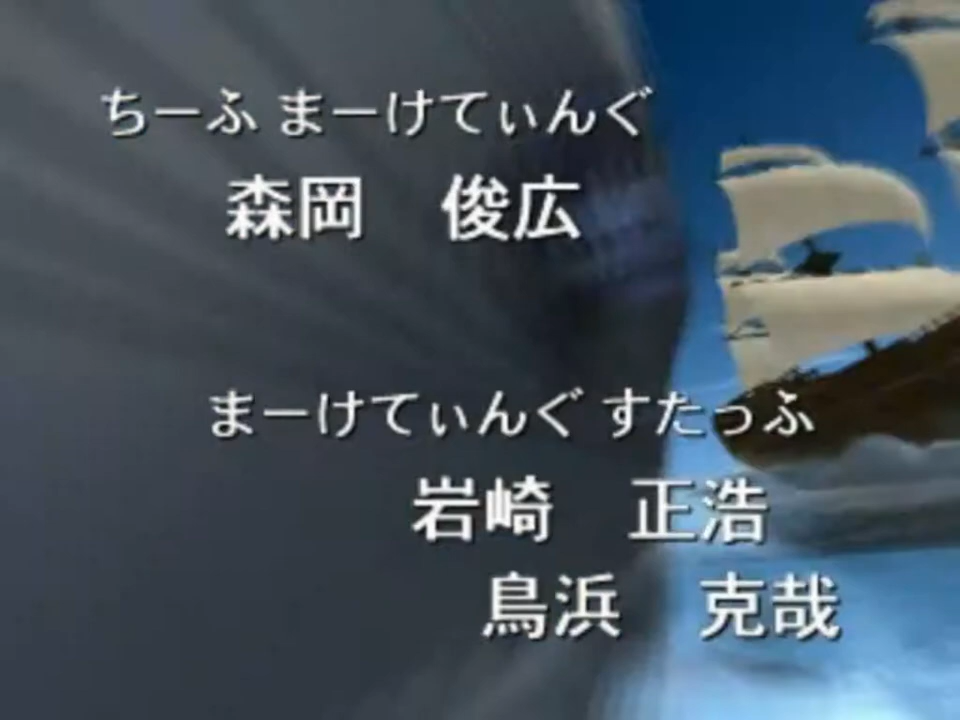 ちーふ まーけてぃんぐ
森岡　俊広
まーけてぃんぐ すたっふ
岩崎　正浩
鳥浜　克哉